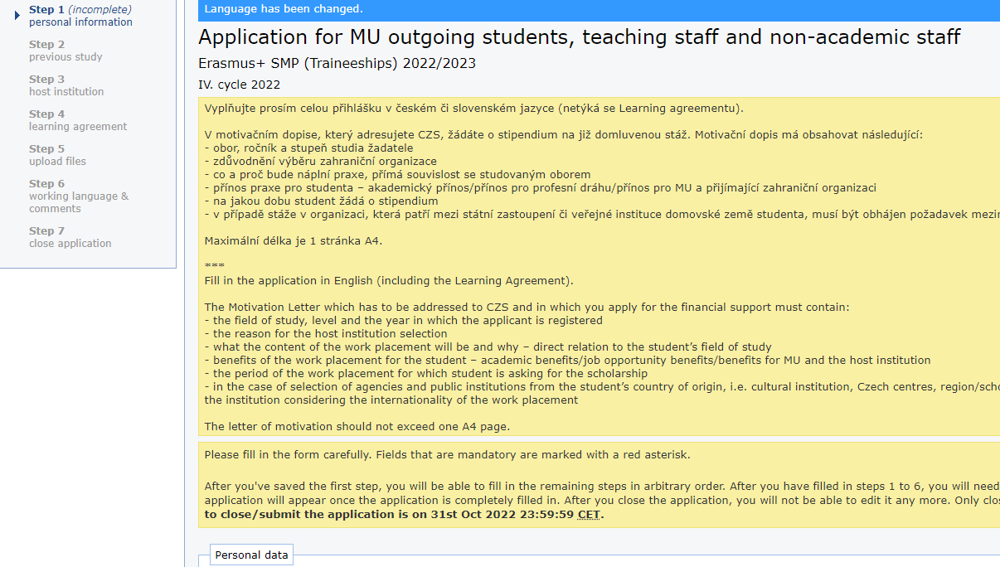 Step 1 (incomplete)
personal information
Step 2
previous study
Step 3
host institution
Step 4
learning agreement
Step 5
upload files
Step 6
working language &
comments
Step 7
close application
Language has been changed.
Application for MU outgoing students, teaching staff and non-academic staff
Erasmus+ SMP (Traineeships) 2022/2023
IV. cycle 2022
Vyplňujte prosím celou přihlášku v českém či slovenském jazyce (netýká se Learning agreementu).
V motivačním dopise, který adresujete CZS, žádáte o stipendium na již domluvenou stáž. Motivační dopis má obsahovat následující:
- obor, ročník a stupeň studia žadatele
- zdůvodnění výběru zahraniční organizace
- co a proč bude náplní praxe, přímá souvislost se studovaným oborem
- přínos praxe pro studenta – akademický přínos/přínos pro profesní dráhu/přínos pro MU a přijímající zahraniční organizaci
- na jakou dobu student žádá o stipendium
- v případě stáže v organizaci, která patří mezi státní zastoupení či veřejné instituce domovské země studenta, musí být obhájen požadavek
Maximální délka je 1 stránka A4.
***
Fill in the application in English (including the Learning Agreement).
The Motivation Letter which has to be addressed to CZS and in which you apply for the financial support must contain:
- the field of study, level and the year in which the applicant is registered
- the reason for the host institution selection
- what the content of the work placement will be and why – direct relation to the student’s field of study
- benefits of the work placement for the student – academic benefits/job opportunity benefits/benefits for MU and the host institution
- the period of the work placement for which student is asking for the scholarship
- in the case of selection of agencies and public institutions from the student’s country of origin, i.e. cultural institution, Czech centres,
the institution considering the internationality of the work placement
The letter of motivation should not exceed one A4 page.
Please fill in the form carefully. Fields that are mandatory are marked with a red asterisk.
After you've saved the first step, you will be able to fill in the remaining steps in arbitrary order. After you have filled in steps 1 to 6, you will need
application will appear once the application is completely filled in. After you close the application, you will not be able to edit it any more. Only
to close/submit the application is on 31st Oct 2022 23:59:59 CET.
Personal data